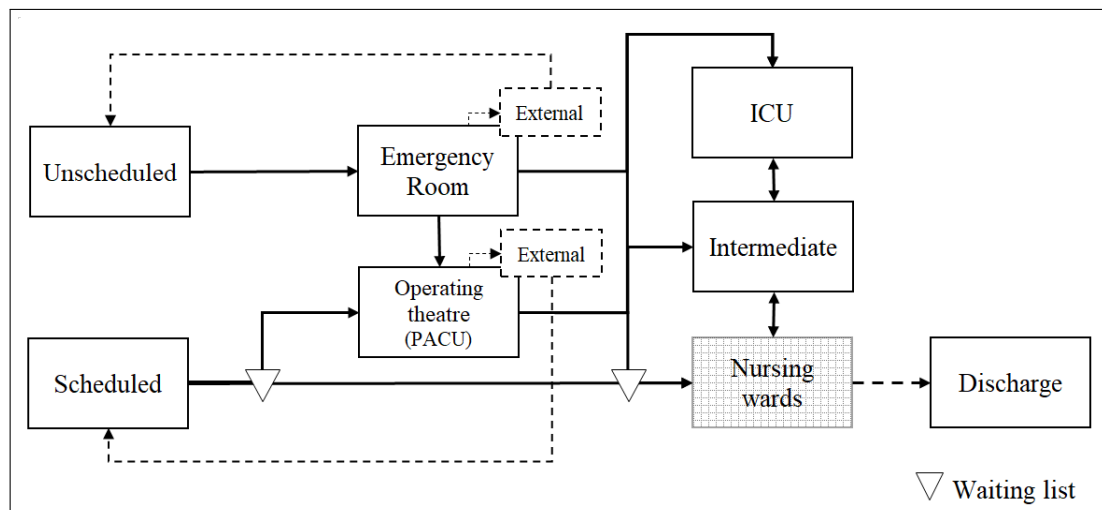 External
ICU
Unscheduled
Emergency
Room
External
Intermediate
Operating
theatre
(PACU)
Scheduled
Nursing
wards
Discharge
Waiting list